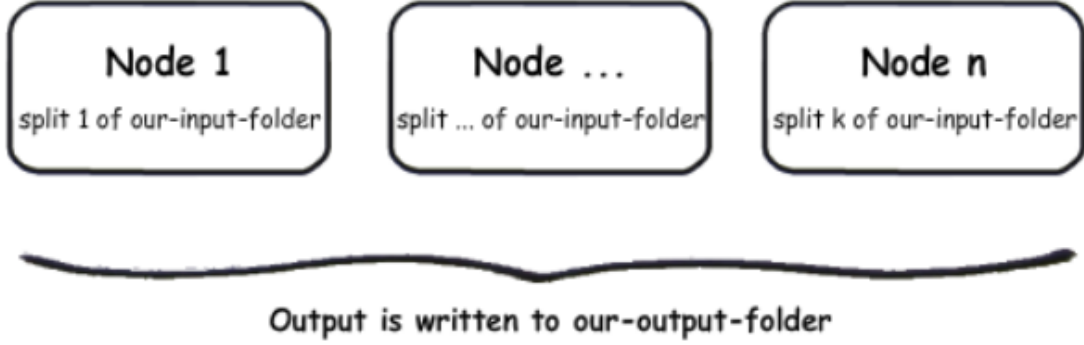 Node 1
split 1 of our-input-folder
Node ...
split ... of our-input-folder
Node n
split k of our-input-folder
Output is written to our-output-folder